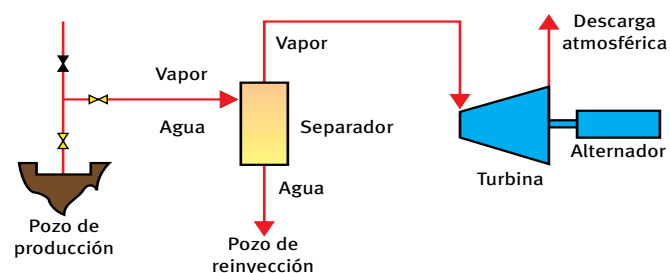 Descarga
atmosférica
Vapor
Vapor
Agua
Separador
Alternador
Turbina
Agua
Pozo de
producción
Pozo de
reinyección